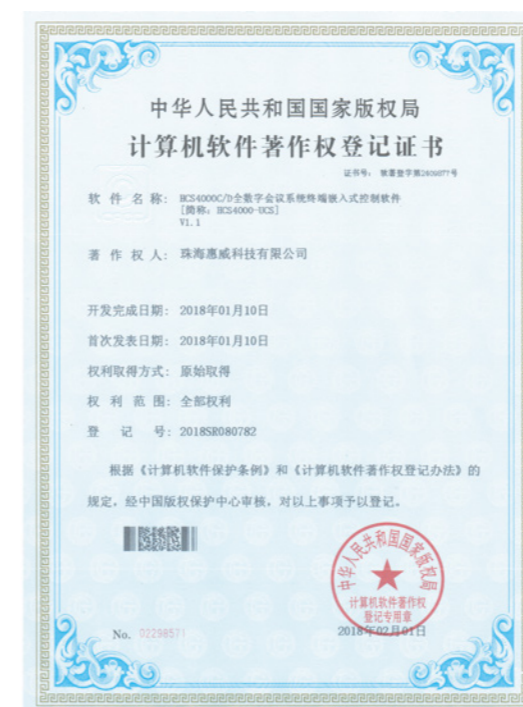 中华人民共和国国家版权局
计算机软件著作权登记证书
证书号： 软著登字第2409077号
软 件 名 称： HCS4000C/D全数字会议系统终端嵌入式控制软件
[简称：HCS4000-UCS]
V1.1
著 作 权 人： 珠海惠威科技有限公司
开发完成日期： 2018年01月10日
首次发表日期： 2018年01月10日
权利取得方式： 原始取得
权 利 范 围： 全部权利
登 记 号： 2018SR080782
根据《计算机软件保护条例》和《计算机软件著作权登记办法》的
规定，经中国版权保护中心审核，对以上事项予以登记。
中华人民共和国国家版权局
计算机软件著作权
登记专用章
No. 02298571
2018年02月01日